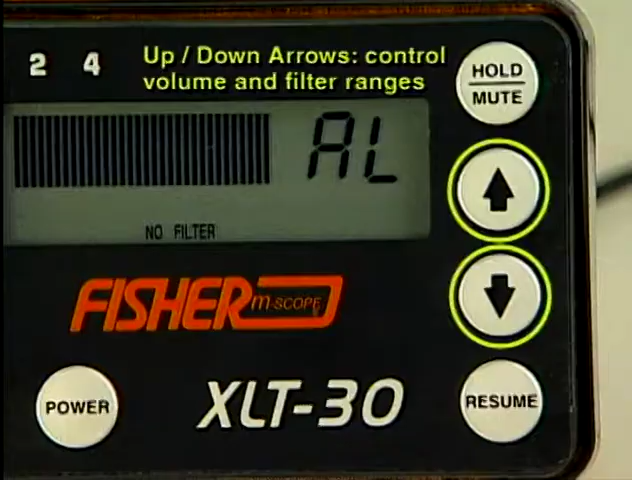 2 4
Up / Down Arrows: control
volume and filter ranges
HOLD
MUTE
AL
NO FILTER
FISHER m-SCOPE
POWER
XLT-30
RESUME